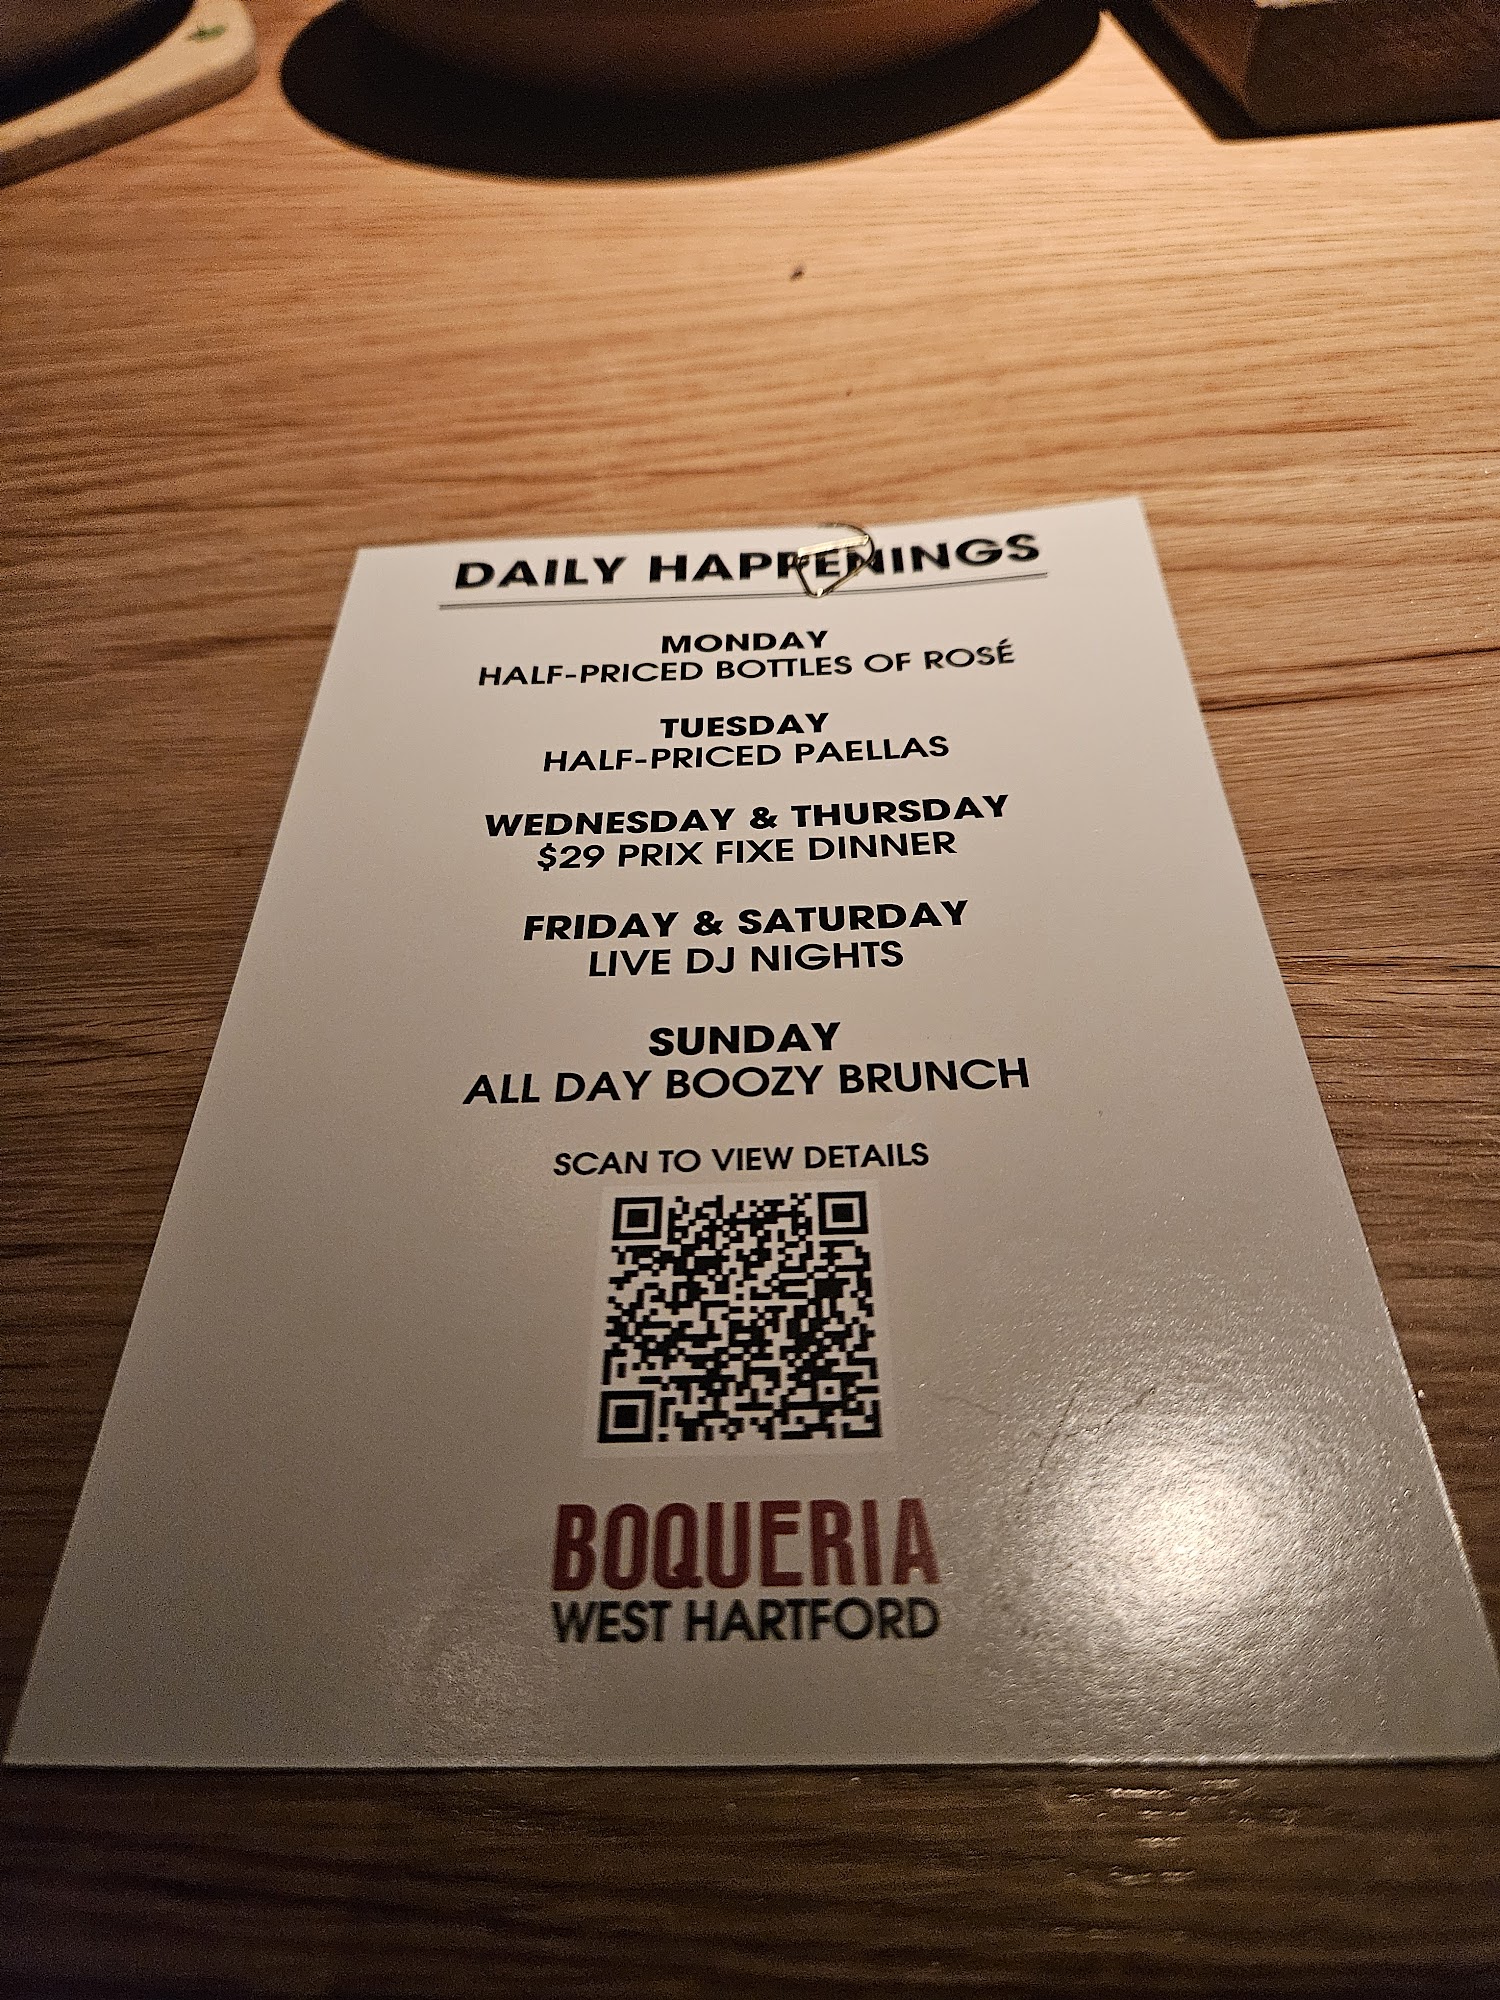 DAILY HAPPENINGS
MONDAY
HALF-PRICED BOTTLES OF ROSÉ
TUESDAY
HALF-PRICED PAELLAS
WEDNESDAY & THURSDAY
$29 PRIX FIXE DINNER
FRIDAY & SATURDAY
LIVE DJ NIGHTS
SUNDAY
ALL DAY BOOZY BRUNCH
SCAN TO VIEW DETAILS
BOQUERIA
WEST HARTFORD